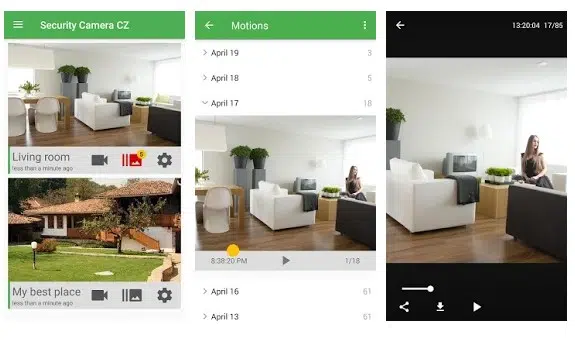 Security Camera CZ
Living room
less than a minute ago
5
My best place
less than a minute ago
Motions
April 19 3
April 18 5
April 17 18
8:38:20 PM 1/18
April 16 61
April 13 61
13:20:04 17/85